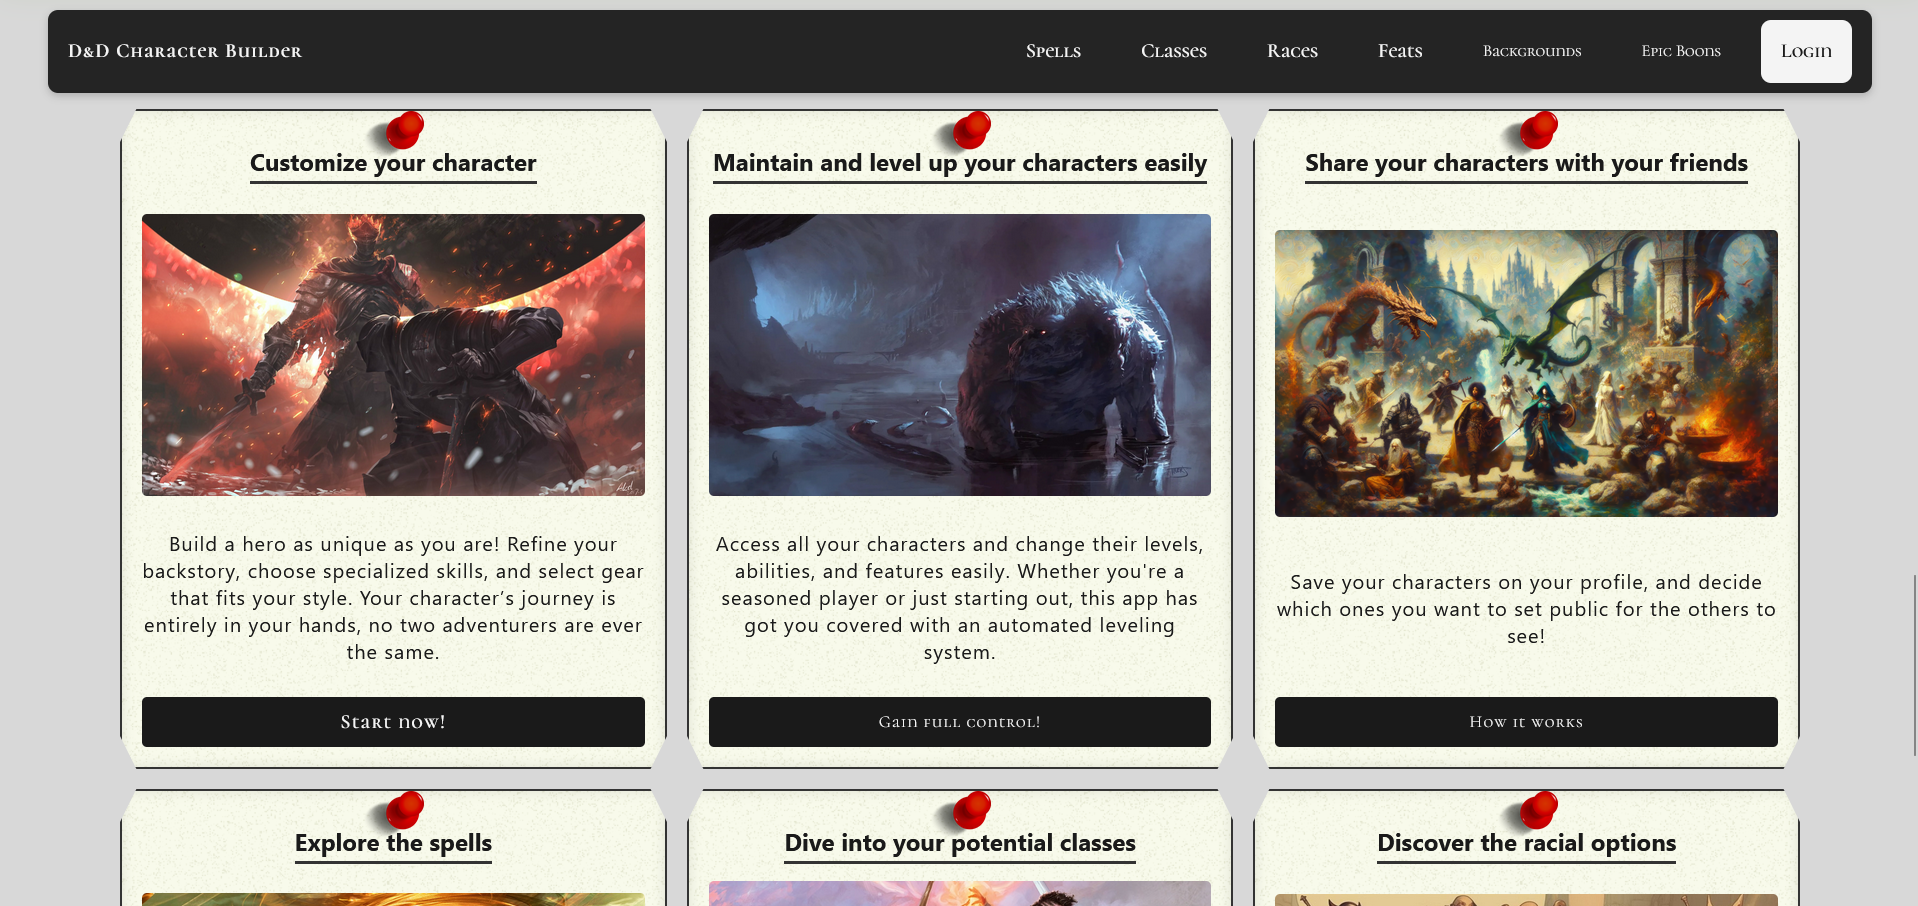 D&D Character Builder
Spells
Classes
Races
Feats
Backgrounds
Epic Boons
Login
Customize your character
Build a hero as unique as you are! Refine your
backstory, choose specialized skills, and select gear
that fits your style. Your character’s journey is
entirely in your hands, no two adventurers are ever
the same.
Start now!
Maintain and level up your characters easily
Access all your characters and change their levels,
abilities, and features easily. Whether you're a
seasoned player or just starting out, this app has
got you covered with an automated leveling
system.
Gain full control!
Share your characters with your friends
Save your characters on your profile, and decide
which ones you want to set public for the others to
see!
How it works
Explore the spells
Dive into your potential classes
Discover the racial options